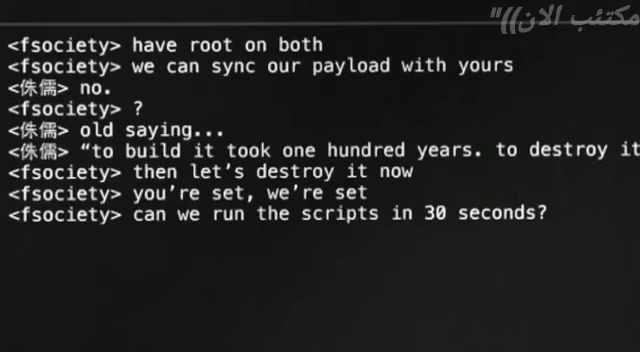 مكتئب الان(("
<fsociety> have root on both
<fsociety> we can sync our payload with yours
<侏儒> no.
<fsociety> ?
<侏儒> old saying...
<侏儒> “to build it took one hundred years. to destroy it
<fsociety> then let’s destroy it now
<fsociety> you’re set, we’re set
<fsociety> can we run the scripts in 30 seconds?